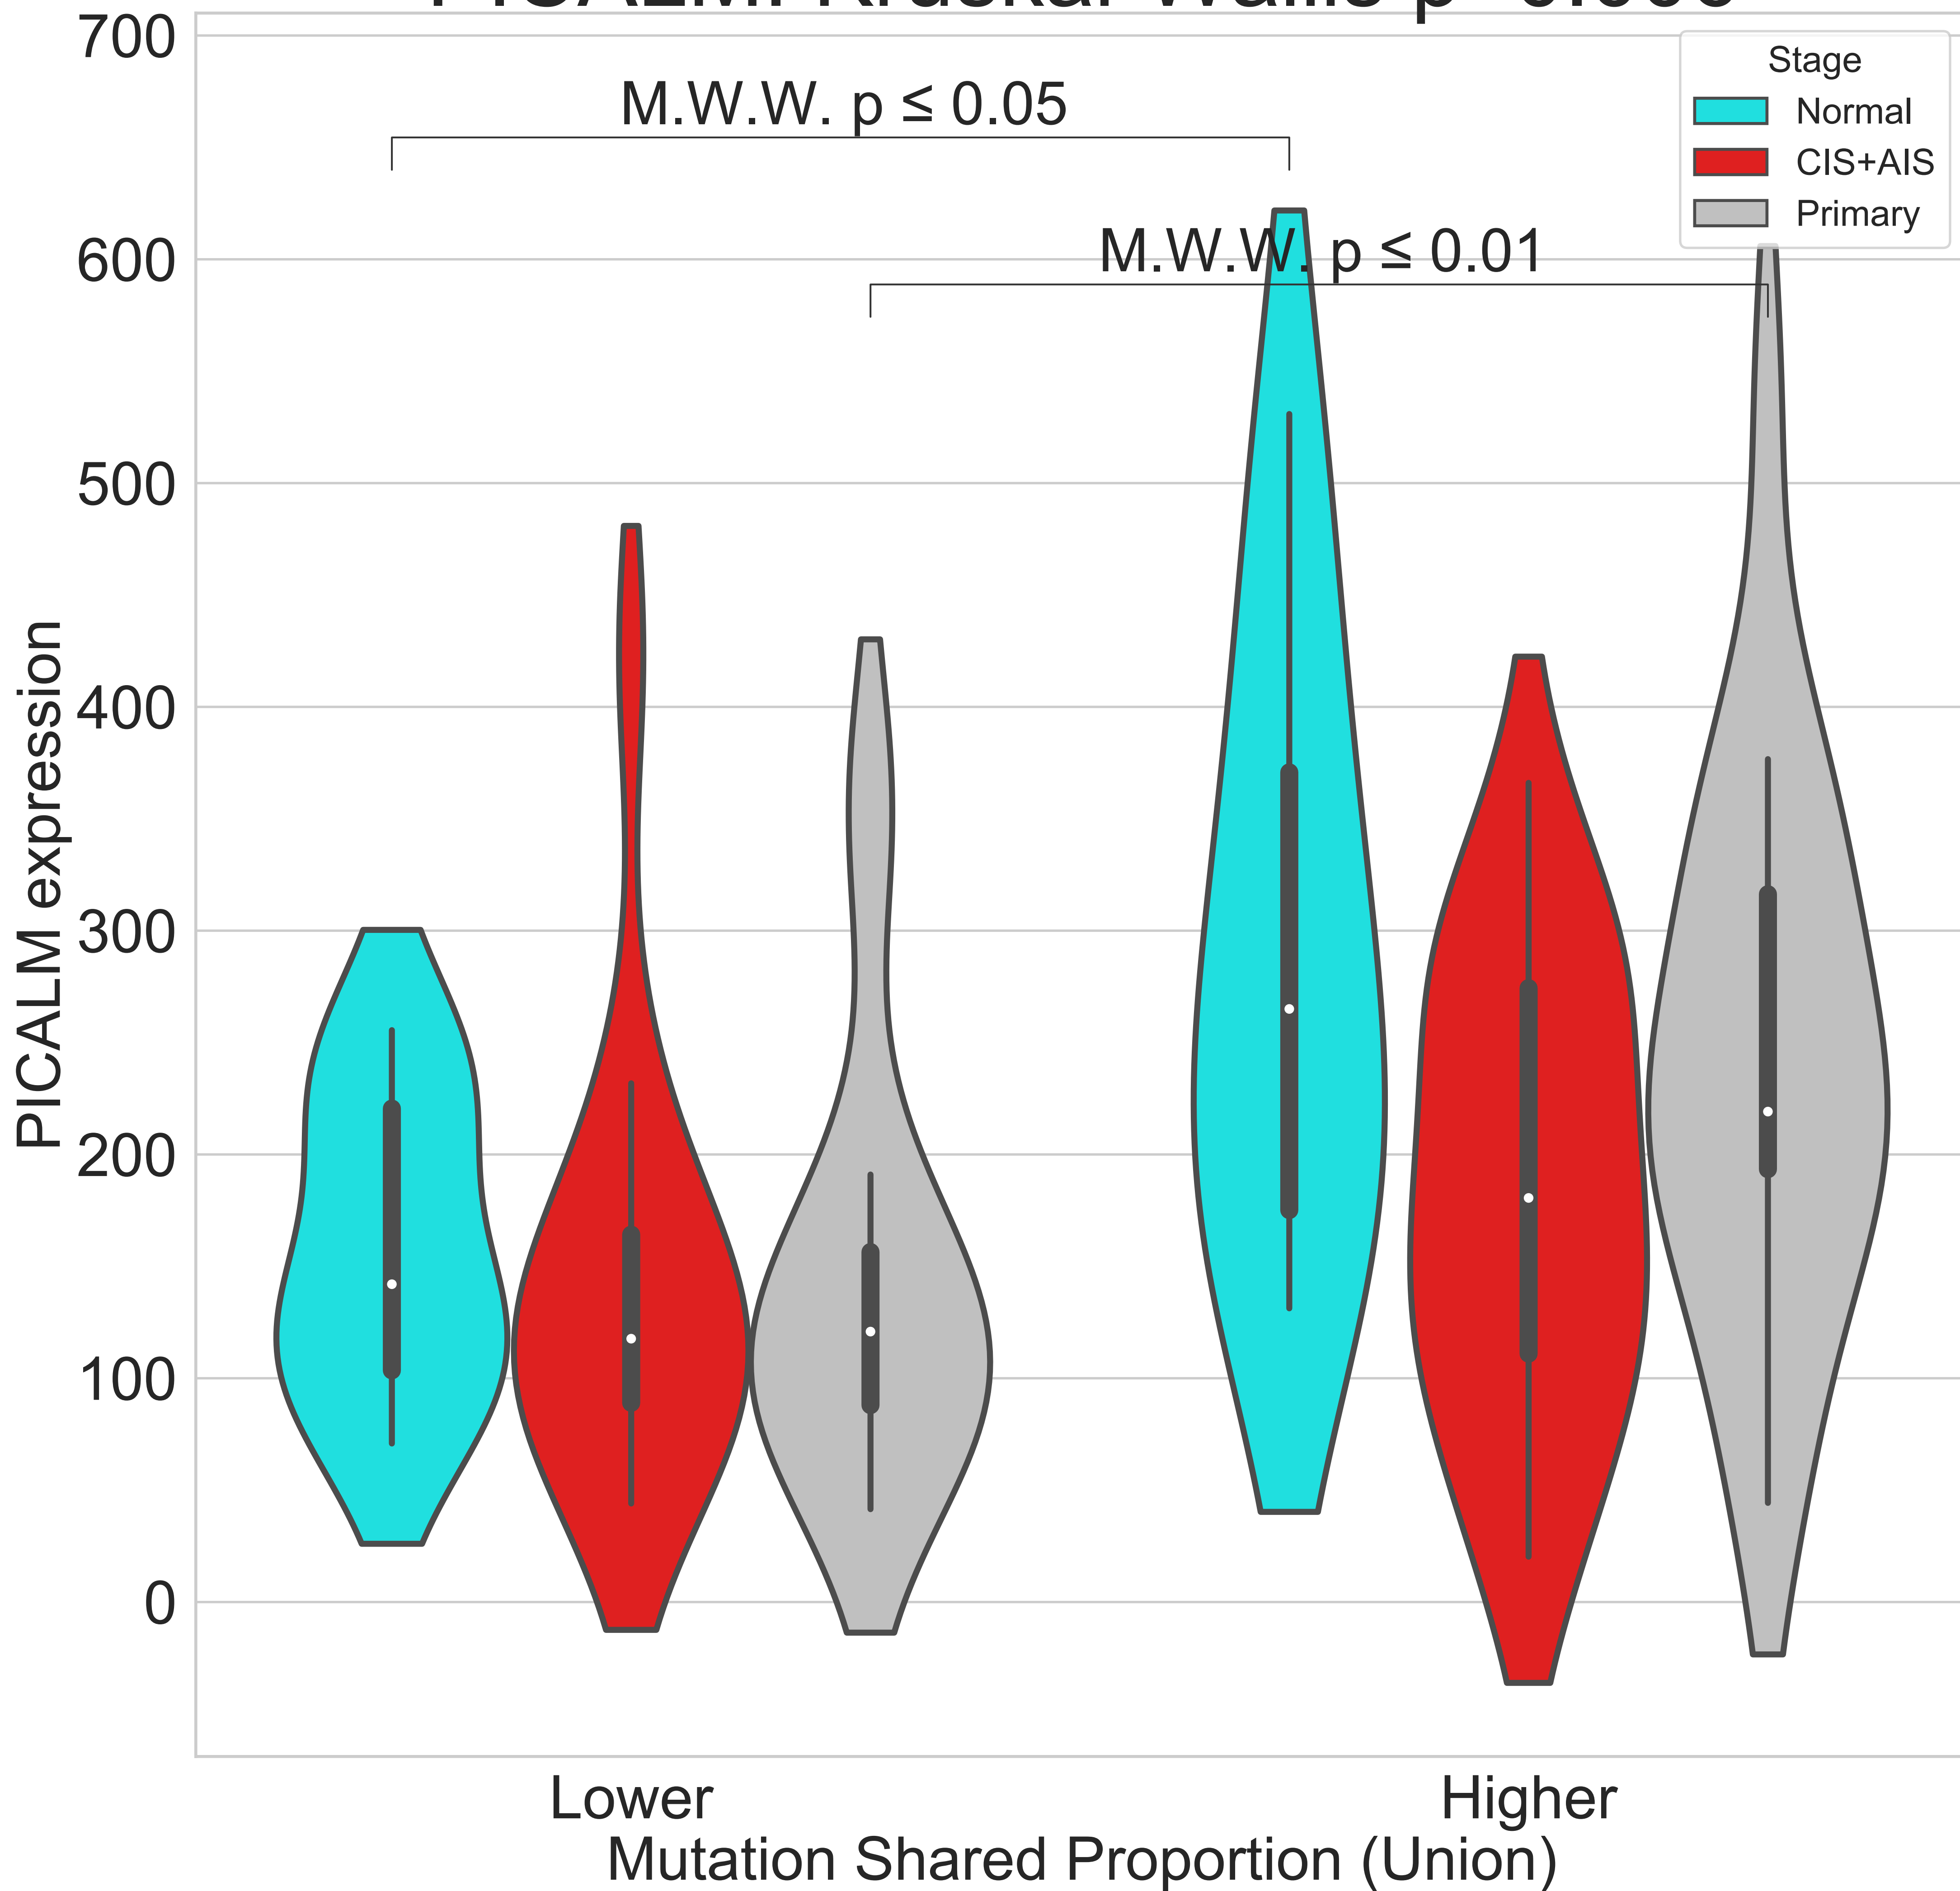 700
M.W.W. p ≤ 0.05
Stage
Normal
CIS+AIS
Primary
600
M.W.W. p ≤ 0.01
500
400
300
200
100
0
PICALM expression
Lower
Higher
Mutation Shared Proportion (Union)